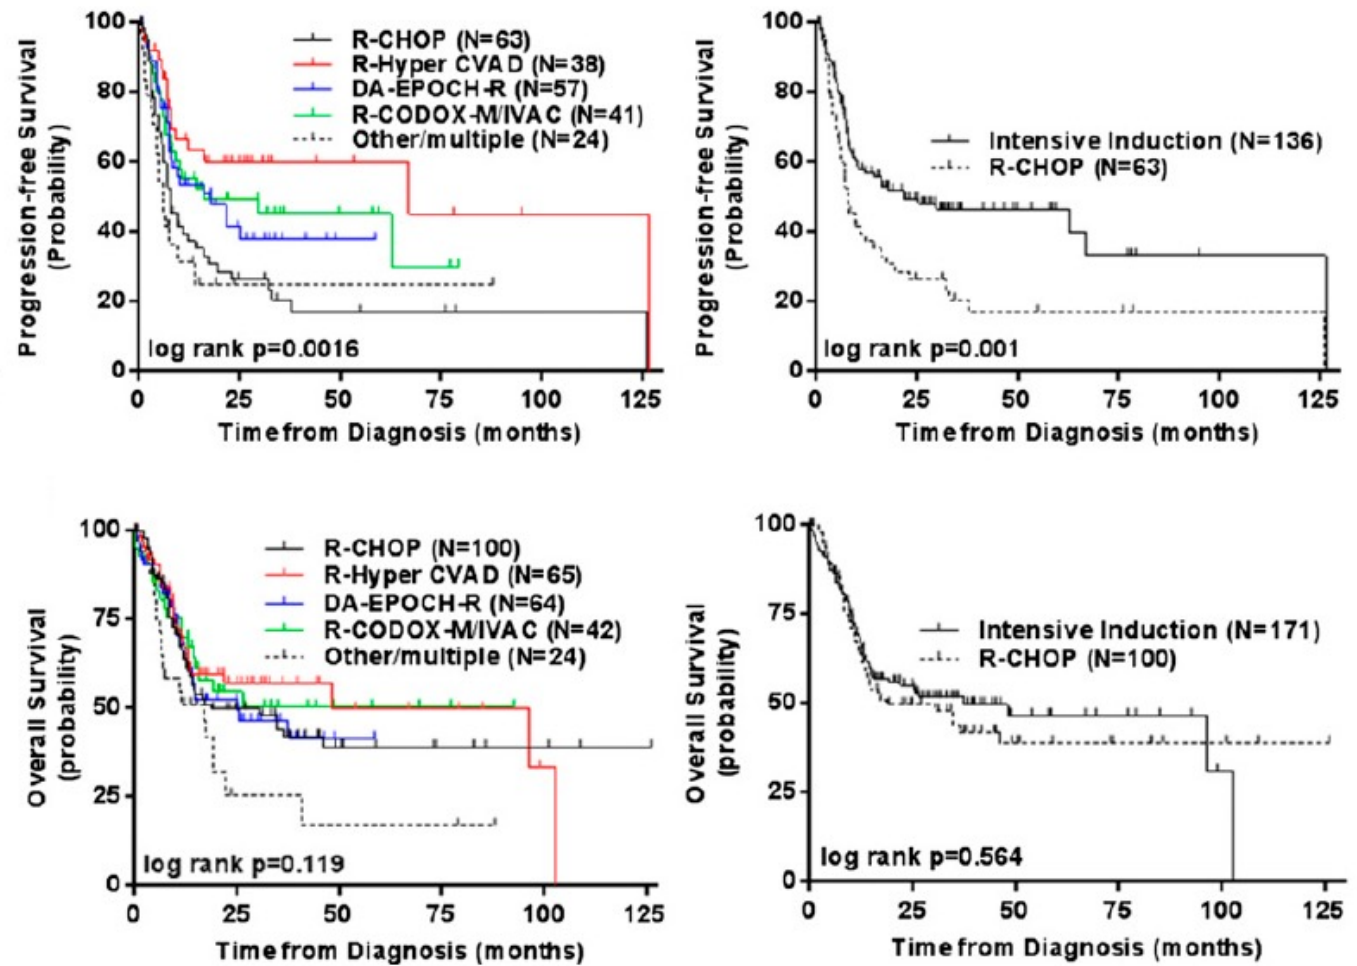 Progression-free Survival
(Probability)
100
80
60
40
20
0
R-CHOP (N=63)
R-Hyper CVAD (N=38)
DA-EPOCH-R (N=57)
R-CODOX-M/IVAC (N=41)
Other/multiple (N=24)
log rank p=0.0016
0 25 50 75 100 125
Time from Diagnosis (months)
Progression-free Survival
(Probability)
100
80
60
40
20
0
Intensive Induction (N=136)
R-CHOP (N=63)
log rank p=0.001
0 25 50 75 100 125
Time from Diagnosis (months)
Overall Survival
(probability)
100
75
50
25
0
R-CHOP (N=100)
R-Hyper CVAD (N=65)
DA-EPOCH-R (N=64)
R-CODOX-M/IVAC (N=42)
Other/multiple (N=24)
log rank p=0.119
0 25 50 75 100 125
Time from Diagnosis (months)
Overall Survival
(probability)
100
75
50
25
0
Intensive Induction (N=171)
R-CHOP (N=100)
log rank p=0.564
0 25 50 75 100 125
Time from Diagnosis (months)